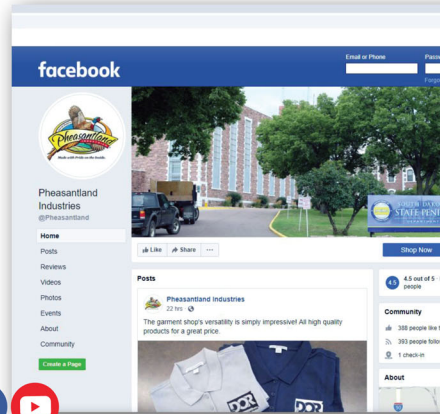 Email or Phone
facebook
Pheasantland
Made with Pride on the Inside
Pheasantland
Industries
@Pheasantland
Home
Posts
Reviews
Videos
Photos
Events
About
Community
Create a Page
STATE PEN
Like
Share
...
Shop Now
Posts
Pheasantland Industries
22 hrs
The garment shop's versatility is simply impressive! All high quality
products for a great price.
DOR
DOR
4.5
4.5 out of 5
people
Community
388 people like
393 people follo
1 check-in
About